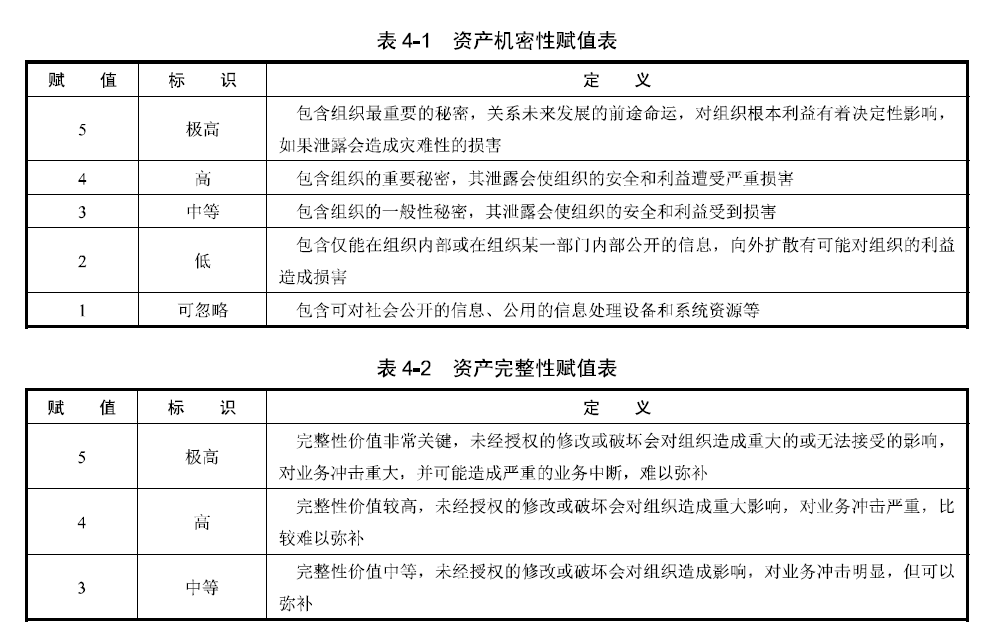 表 4-1 资产机密性赋值表
赋 值 标 识 定 义
5 极高 包含组织最重要的秘密，关系未来发展的前途命运，对组织根本利益有着决定性影响，
如果泄露会造成灾难性的损害
4 高 包含组织的重要秘密，其泄露会使组织的安全和利益遭受严重损害
3 中等 包含组织的一般性秘密，其泄露会使组织的安全和利益受到损害
2 低 包含仅能在组织内部或在组织某一部门内部公开的信息，向外扩散有可能对组织的利益
造成损害
1 可忽略 包含可对社会公开的信息、公用的信息处理设备和系统资源等
表 4-2 资产完整性赋值表
赋 值 标 识 定 义
5 极高 完整性价值非常关键，未经授权的修改或破坏会对组织造成重大的或无法接受的影响，
对业务冲击重大，并可能造成严重的业务中断，难以弥补
4 高 完整性价值较高，未经授权的修改或破坏会对组织造成重大影响，对业务冲击严重，比
较难以弥补
3 中等 完整性价值中等，未经授权的修改或破坏会对组织造成影响，对业务冲击明显，但可以
弥补